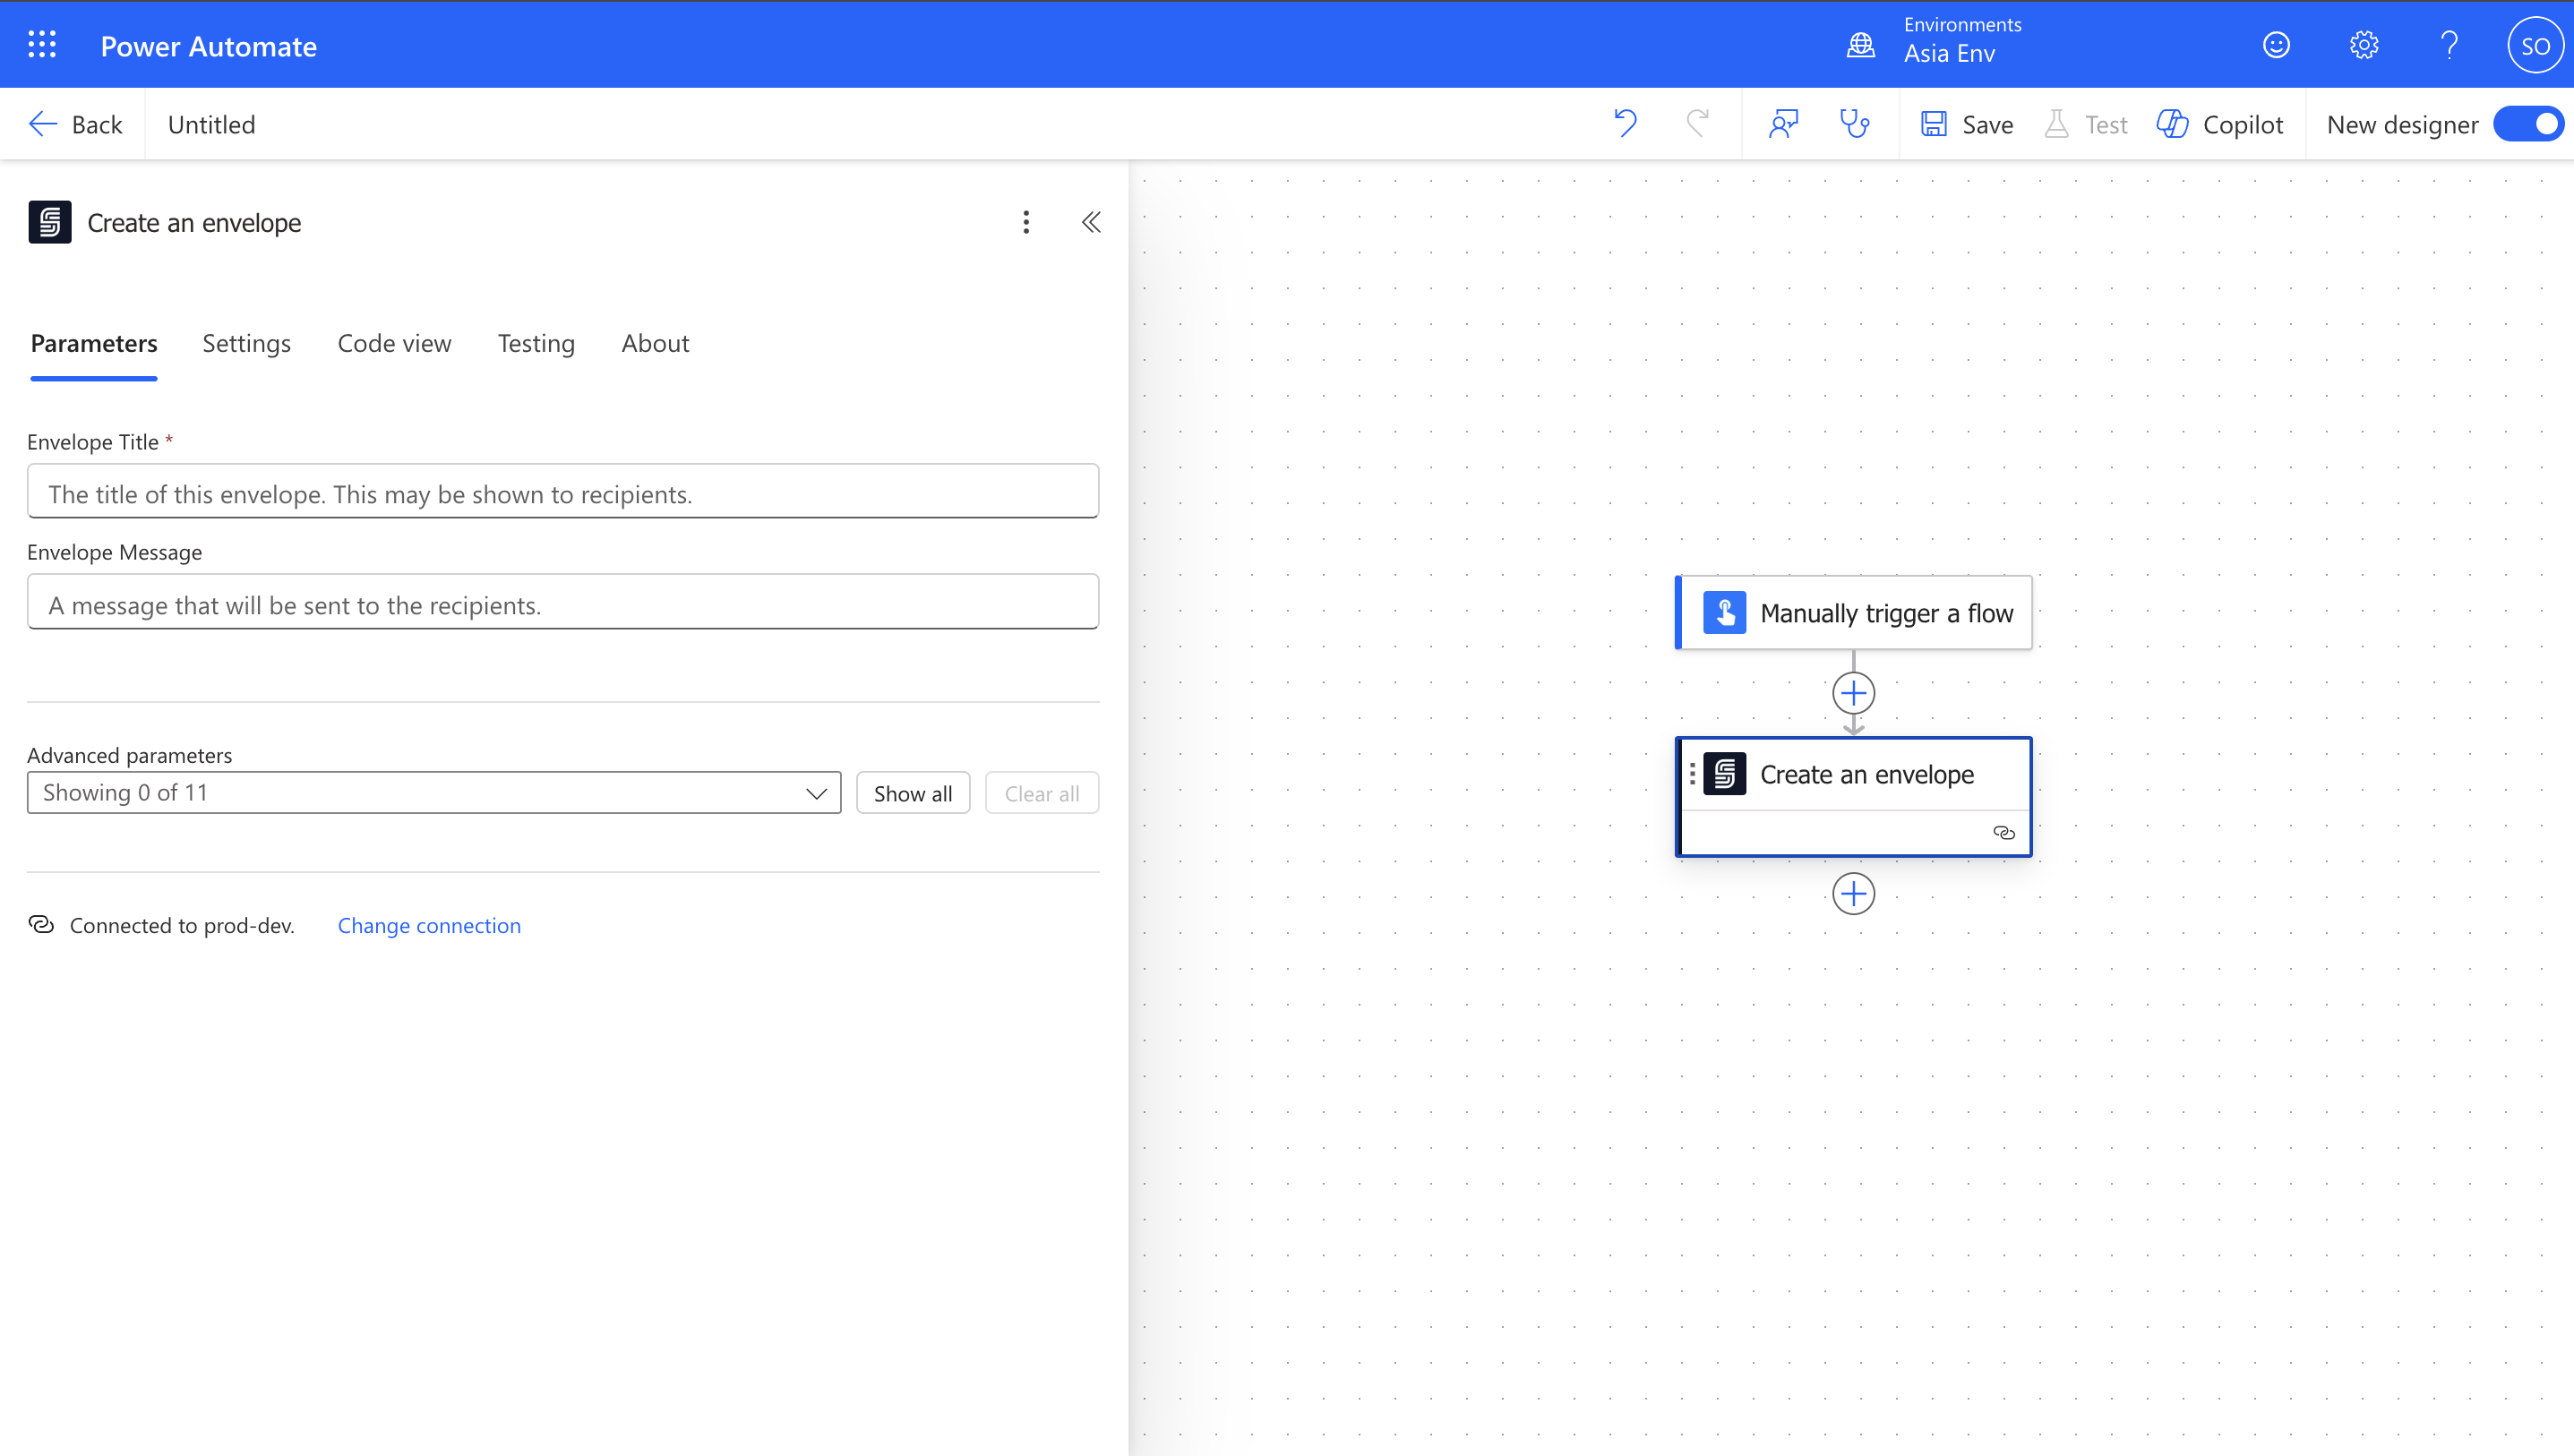 Power Automate
Environments
Asia Env
SO
Back
Untitled
Save
Test
Copilot
New designer
Create an envelope
Parameters
Settings
Code view
Testing
About
Envelope Title *
The title of this envelope. This may be shown to recipients.
Envelope Message
A message that will be sent to the recipients.
Advanced parameters
Showing 0 of 11
Show all
Clear all
Connected to prod-dev.
Change connection
Manually trigger a flow
Create an envelope